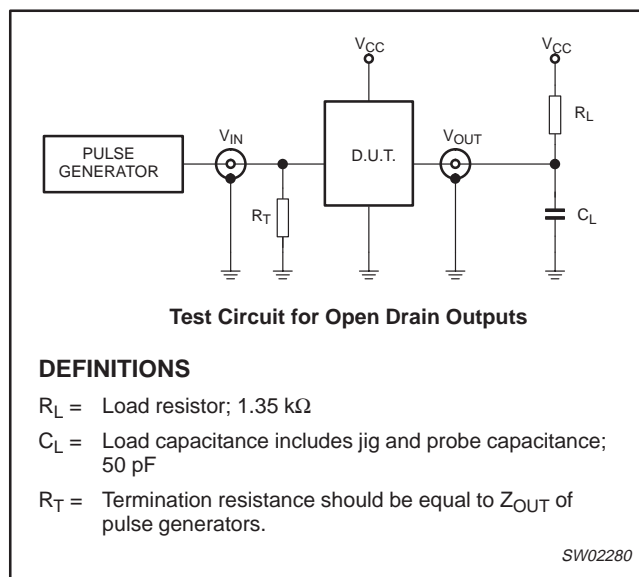 VCC
VCC
RL
VIN
VOUT
PULSE
GENERATOR
D.U.T.
RT
CL
Test Circuit for Open Drain Outputs
DEFINITIONS
RL = Load resistor; 1.35 kΩ
CL = Load capacitance includes jig and probe capacitance;
50 pF
RT = Termination resistance should be equal to ZOUT of
pulse generators.
SW02280